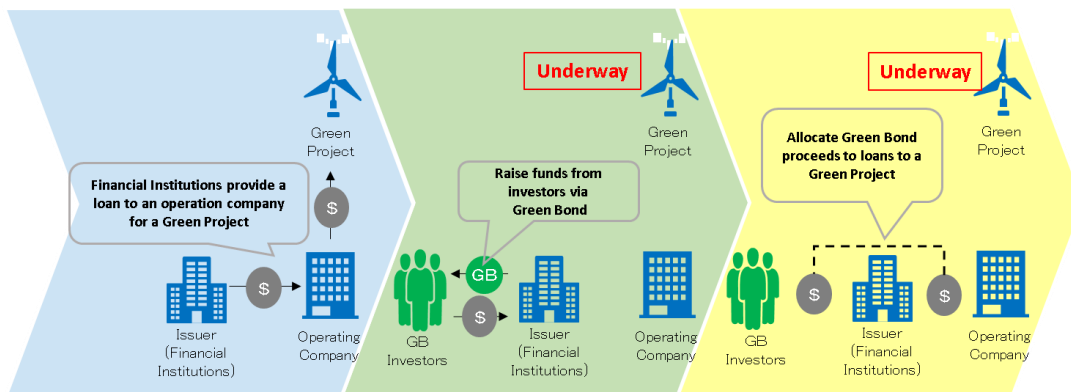 Green
Project
Financial Institutions provide a
loan to an operation company
for a Green Project
$
$
Issuer
(Financial
Institutions)
Operating
Company
Underway
Green
Project
Raise funds from
investors via
Green Bond
GB
$
GB
Investors
Issuer
(Financial
Institutions)
Operating
Company
Underway
Green
Project
Allocate Green Bond
proceeds to loans to a
Green Project
$
$
GB
Investors
Issuer
(Financial
Institutions)
Operating
Company